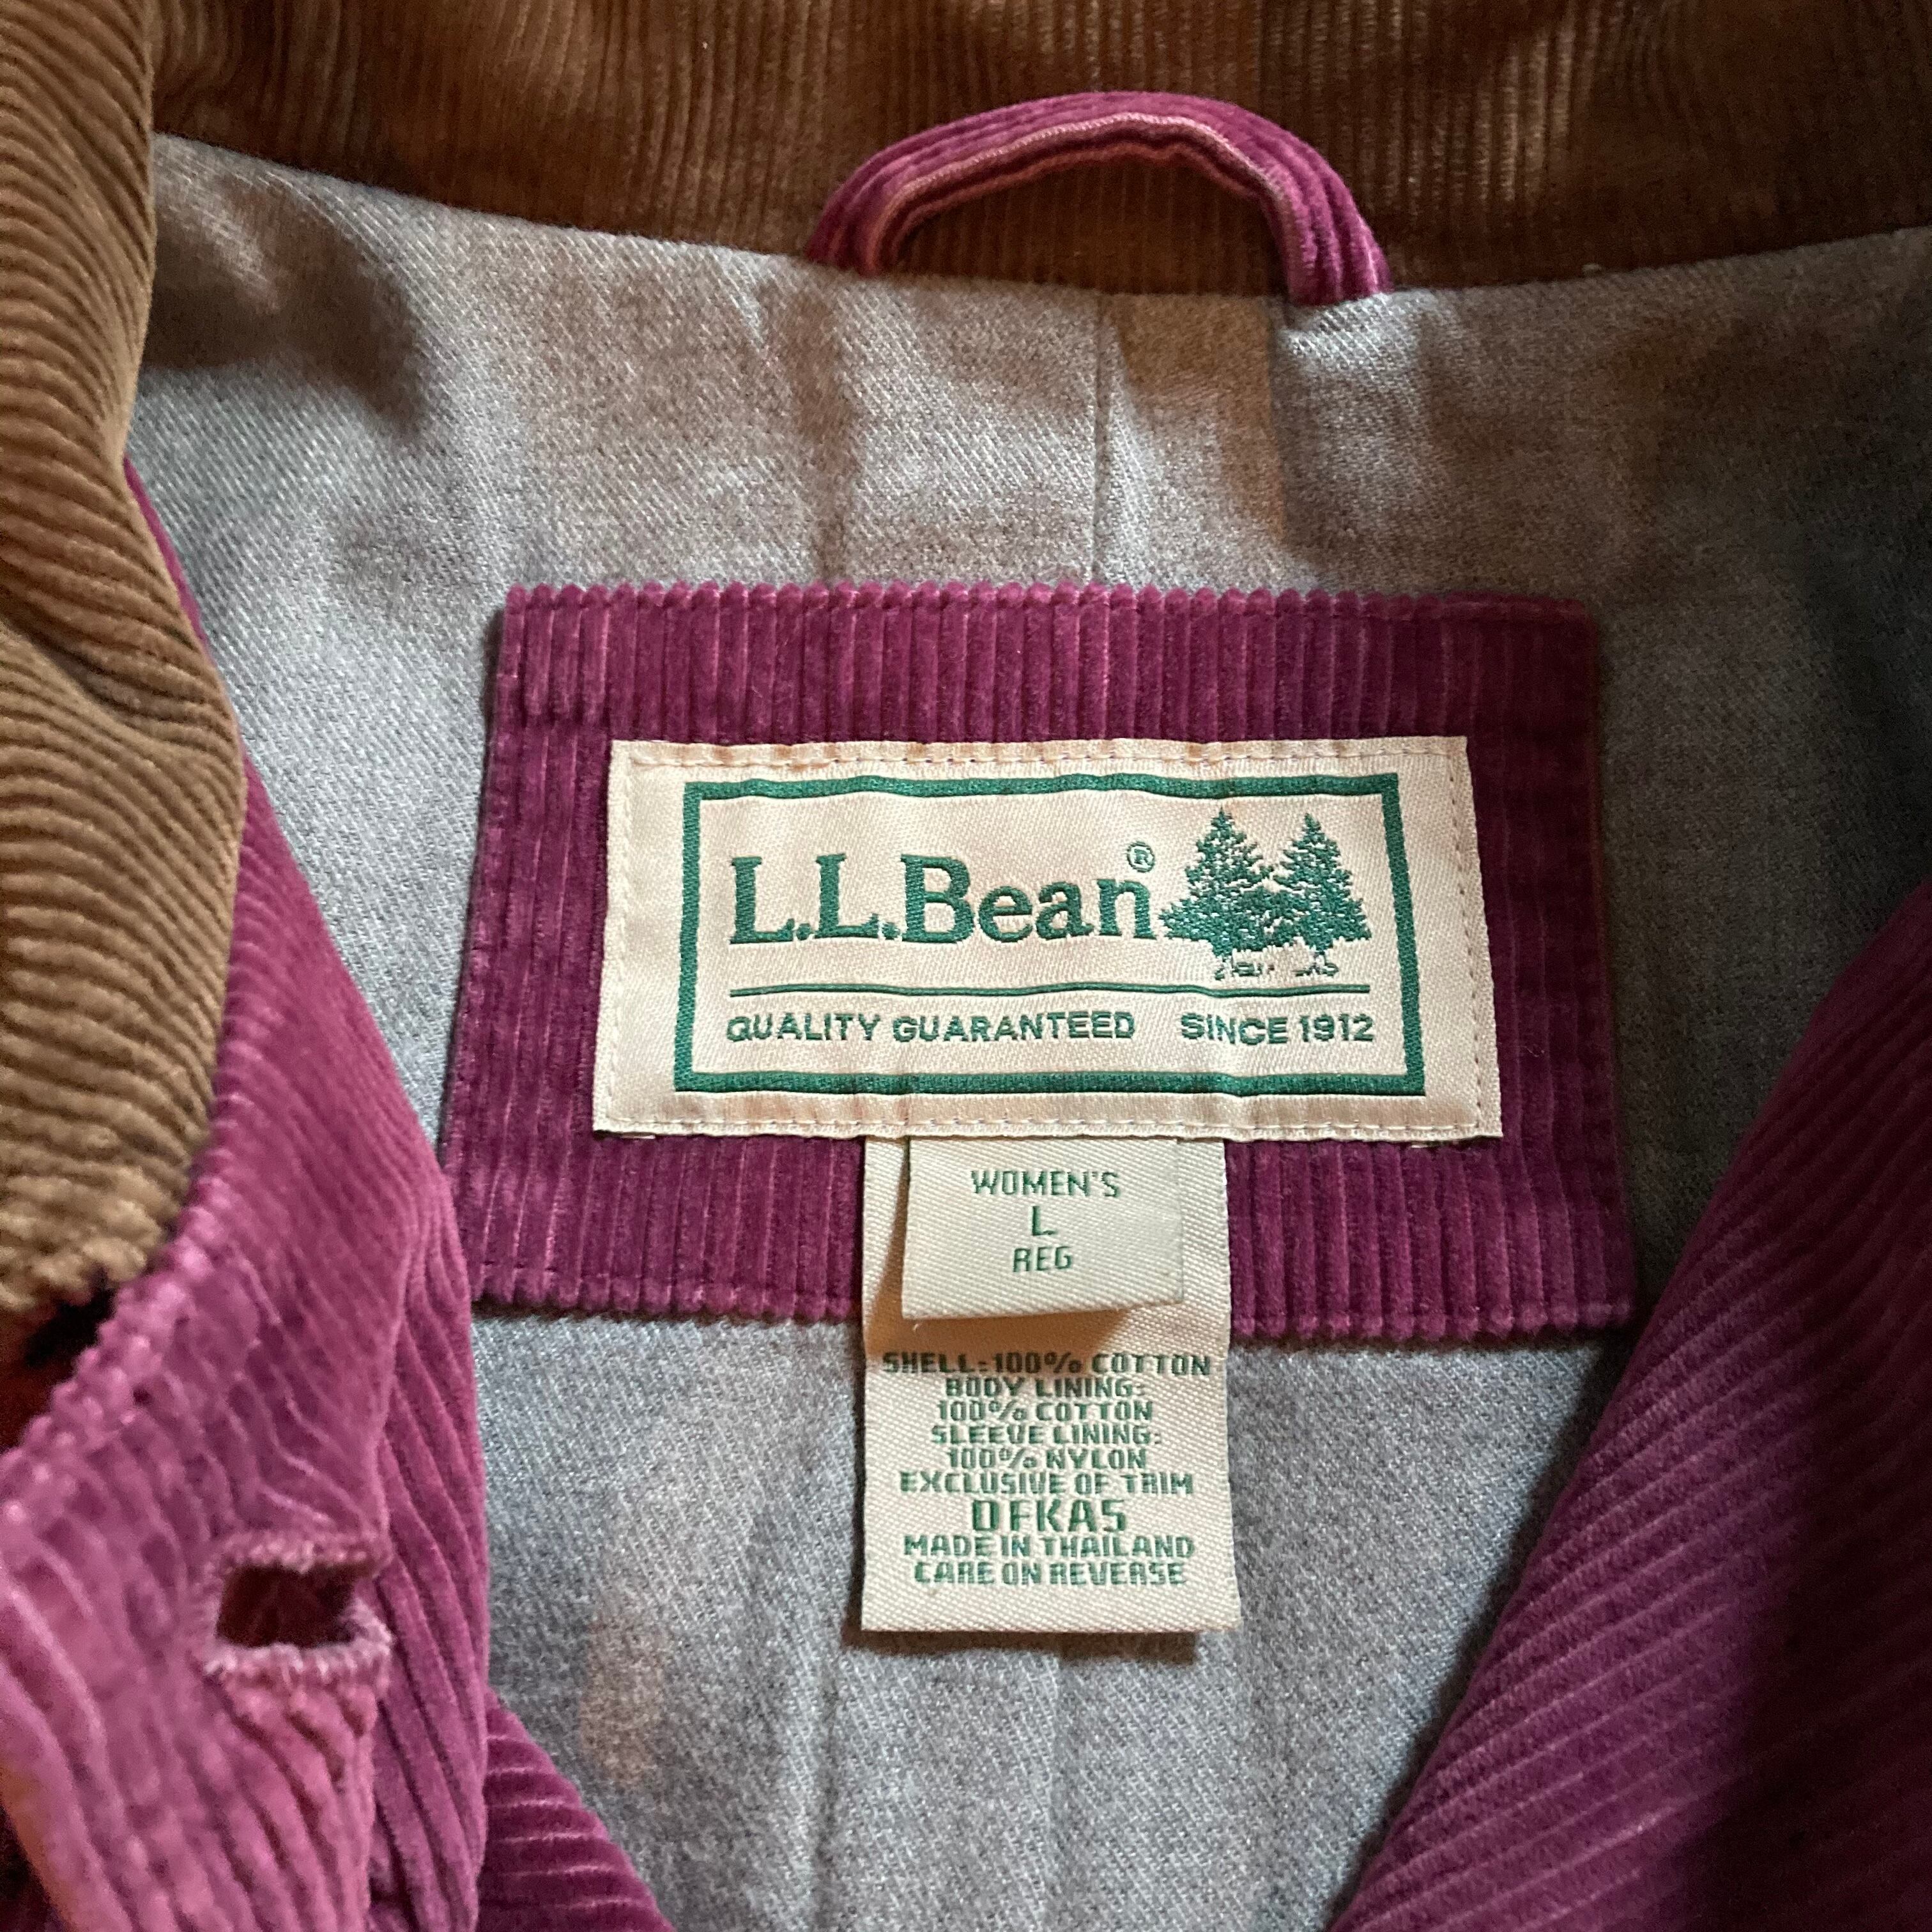 L.L.Bean®
QUALITY GUARANTEED SINCE 1912
WOMEN'S
L
REG
SHELL:100% COTTON
BODY LINING:
100% COTTON
SLEEVE LINING:
100% NYLON
EXCLUSIVE OF TRIM
OFKA5
MADE IN THAILAND
CARE ON REVERSE